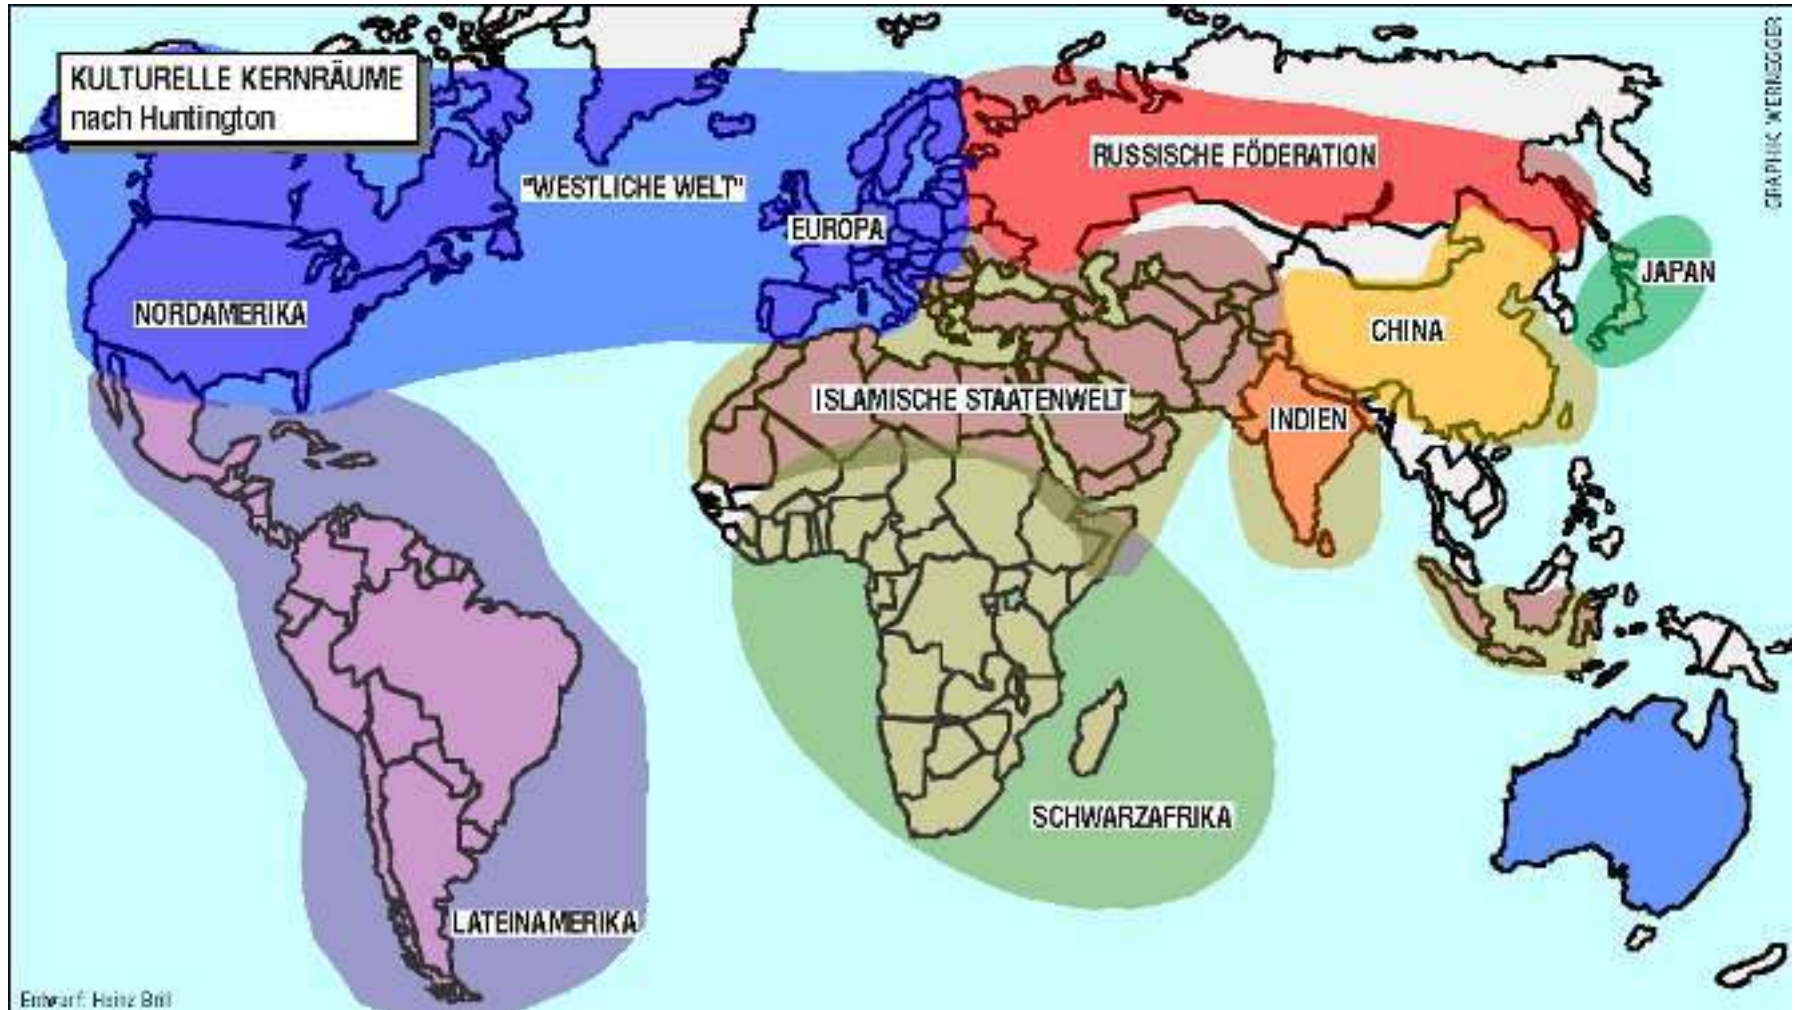 KULTURELLE KERNRÄUME
nach Huntington
GRAPHIK WERNEGGER
RUSSISCHE FÖDERATION
"WESTLICHE WELT"
EUROPA
JAPAN
NORDAMERIKA
CHINA
ISLAMISCHE STAATENWELT
INDIEN
SCHWARZAFRIKA
LATEINAMERIKA
Entwurf: Heinz Brill